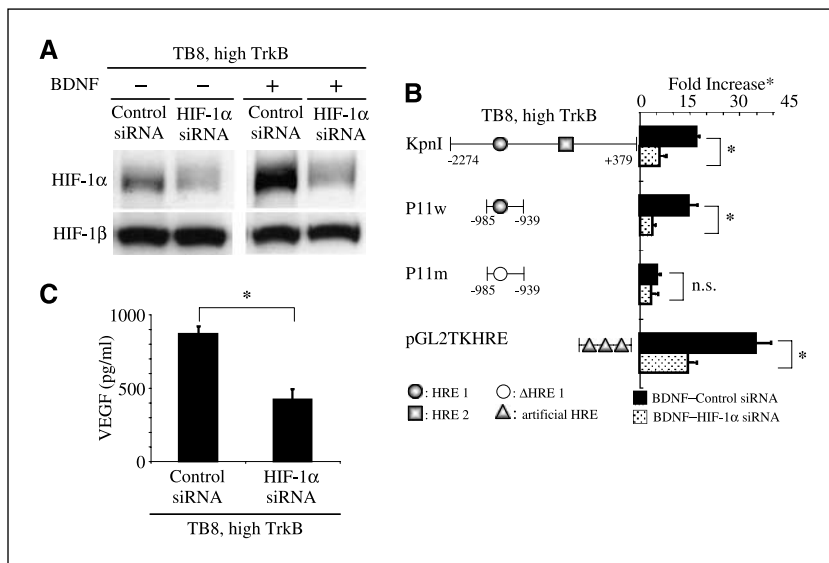 A
TB8, high TrkB
BDNF – – + +
Control siRNA
HIF-1α siRNA
Control siRNA
HIF-1α siRNA
HIF-1α
HIF-1β
B
Fold Increase*
TB8, high TrkB
0 15 30 45
KpnI
-2274 +379
*
P11w
-985 -939
*
P11m
-985 -939
n.s.
pGL2TKHRE
*
: HRE 1 : ΔHRE 1
: HRE 2 : artificial HRE
BDNF–Control siRNA
BDNF–HIF-1α siRNA
C
*
VEGF (pg/ml)
1000
500
0
Control siRNA
HIF-1α siRNA
TB8, high TrkB